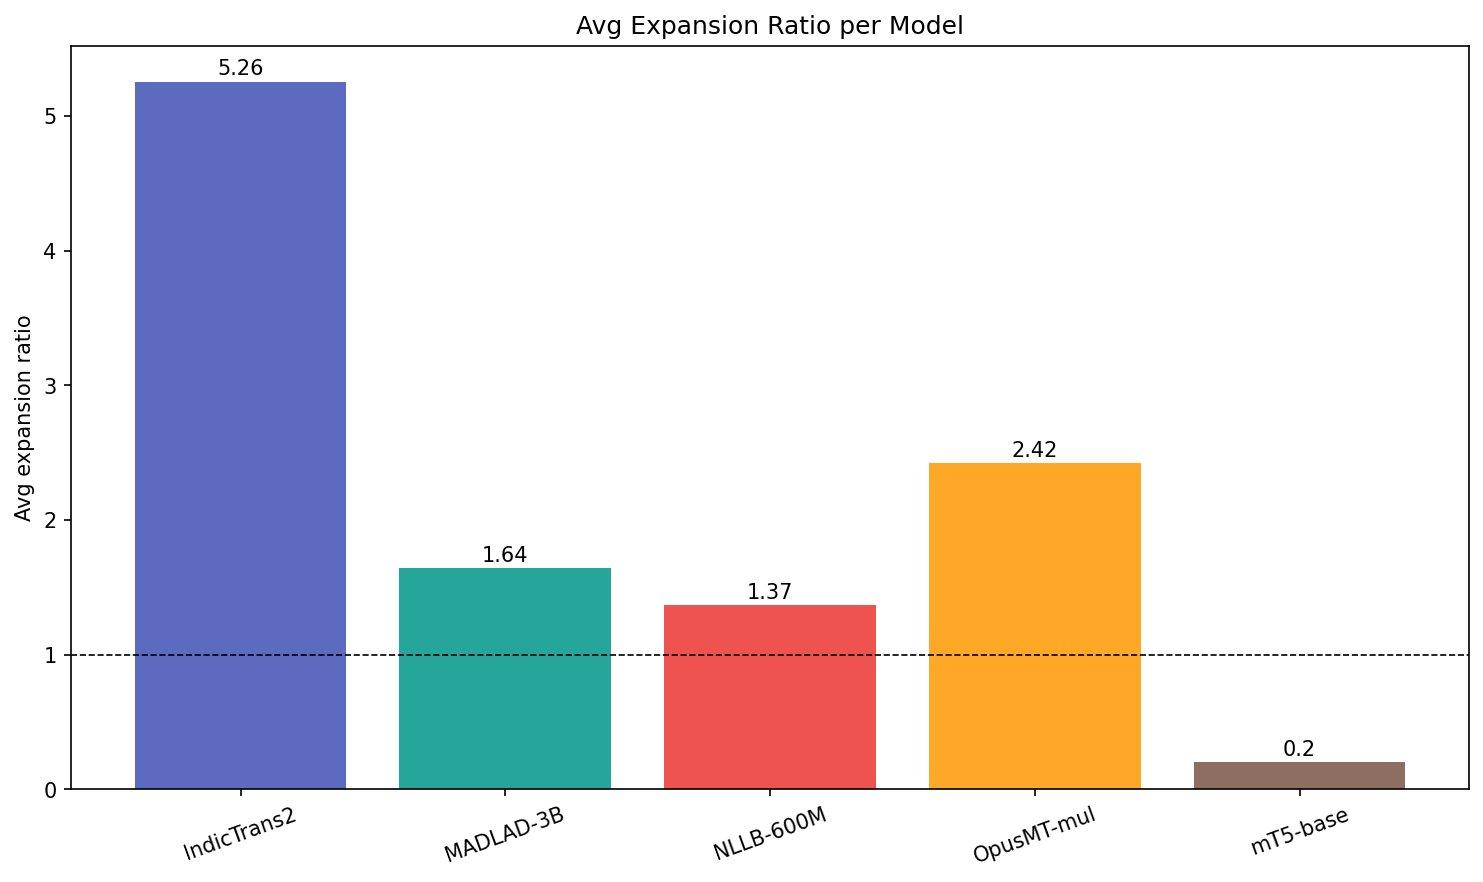 Avg Expansion Ratio per Model
Avg expansion ratio
5
4
3
2
1
0
5.26
1.64
1.37
2.42
0.2
IndicTrans2
MADLAD-3B
NLLB-600M
OpusMT-mul
mT5-base